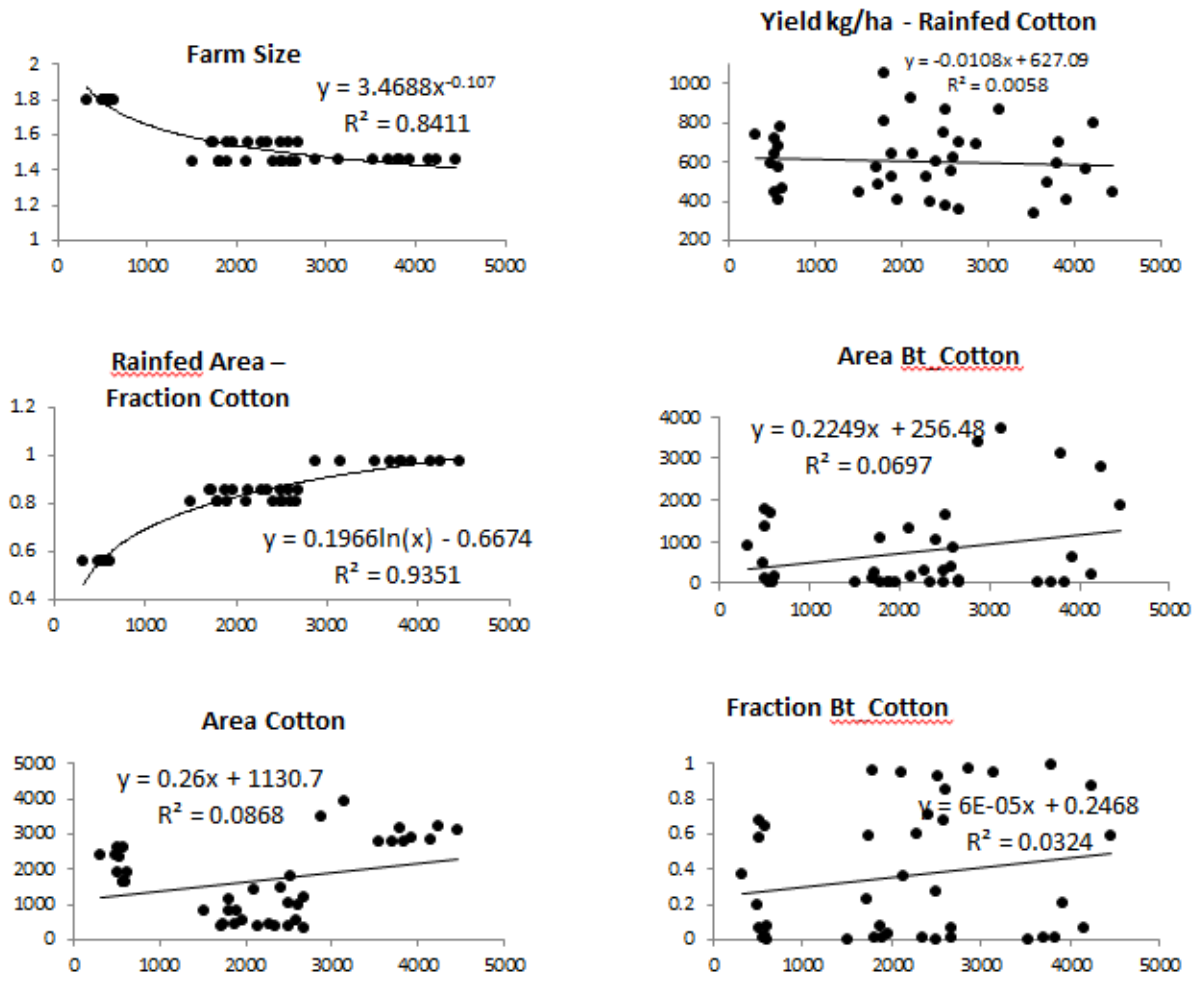 Farm Size
y = 3.4688x^-0.107
R² = 0.8411
2
1.8
1.6
1.4
1.2
1
0 1000 2000 3000 4000 5000
Yield kg/ha - Rainfed Cotton
y = -0.0108x + 627.09
R² = 0.0058
1000
800
600
400
200
0 1000 2000 3000 4000 5000
Rainfed Area –
Fraction Cotton
1.2
1
0.8
0.6
0.4
y = 0.1966ln(x) - 0.6674
R² = 0.9351
0 1000 2000 3000 4000 5000
Area Bt_Cotton
y = 0.2249x + 256.48
R² = 0.0697
4000
3000
2000
1000
0
0 1000 2000 3000 4000 5000
Area Cotton
y = 0.26x + 1130.7
R² = 0.0868
5000
4000
3000
2000
1000
0
0 1000 2000 3000 4000 5000
Fraction Bt_Cotton
1
0.8
0.6
0.4
0.2
0
y = 6E-05x + 0.2468
R² = 0.0324
0 1000 2000 3000 4000 5000